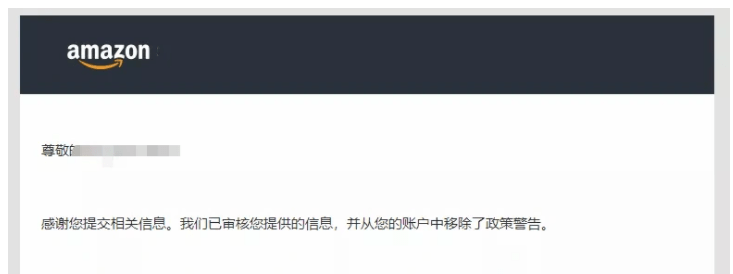 amazon
尊敬的
感谢您提交相关信息。我们已审核您提供的信息，并从您的账户中移除了政策警告。